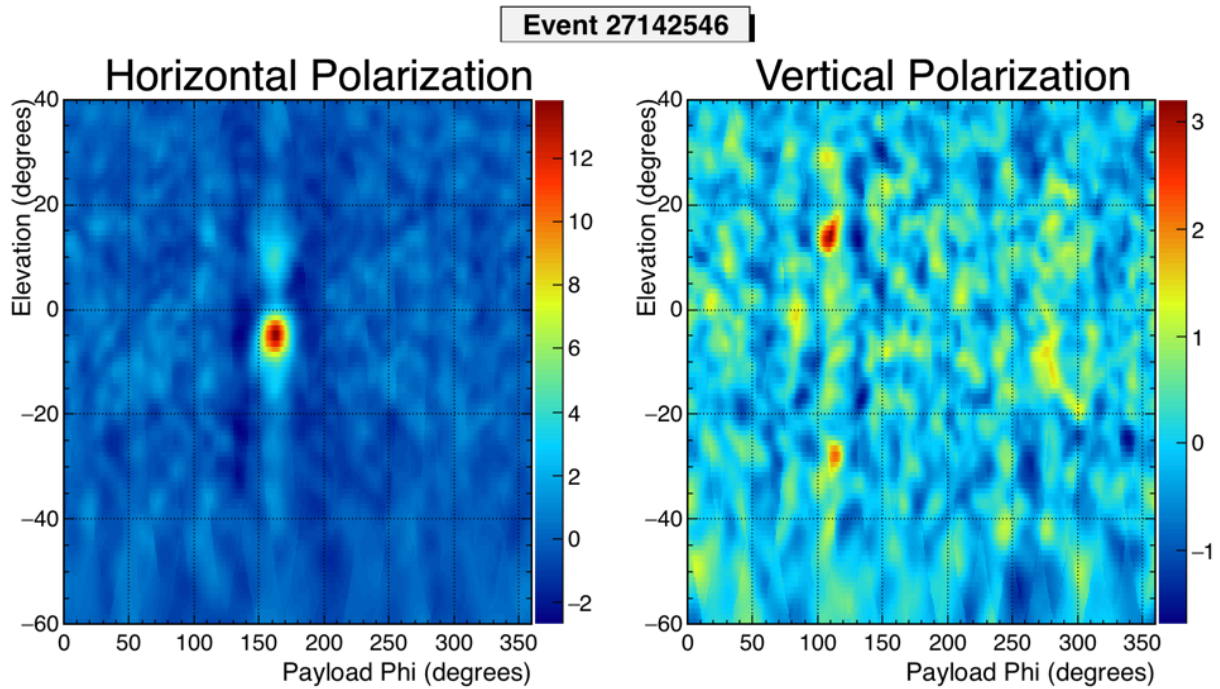 Event 27142546
Horizontal Polarization
Elevation (degrees)
40
20
0
−20
−40
−60
0 50 100 150 200 250 300 350
Payload Phi (degrees)
12
10
8
6
4
2
0
−2
Vertical Polarization
Elevation (degrees)
40
20
0
−20
−40
−60
0 50 100 150 200 250 300 350
Payload Phi (degrees)
3
2
1
0
−1